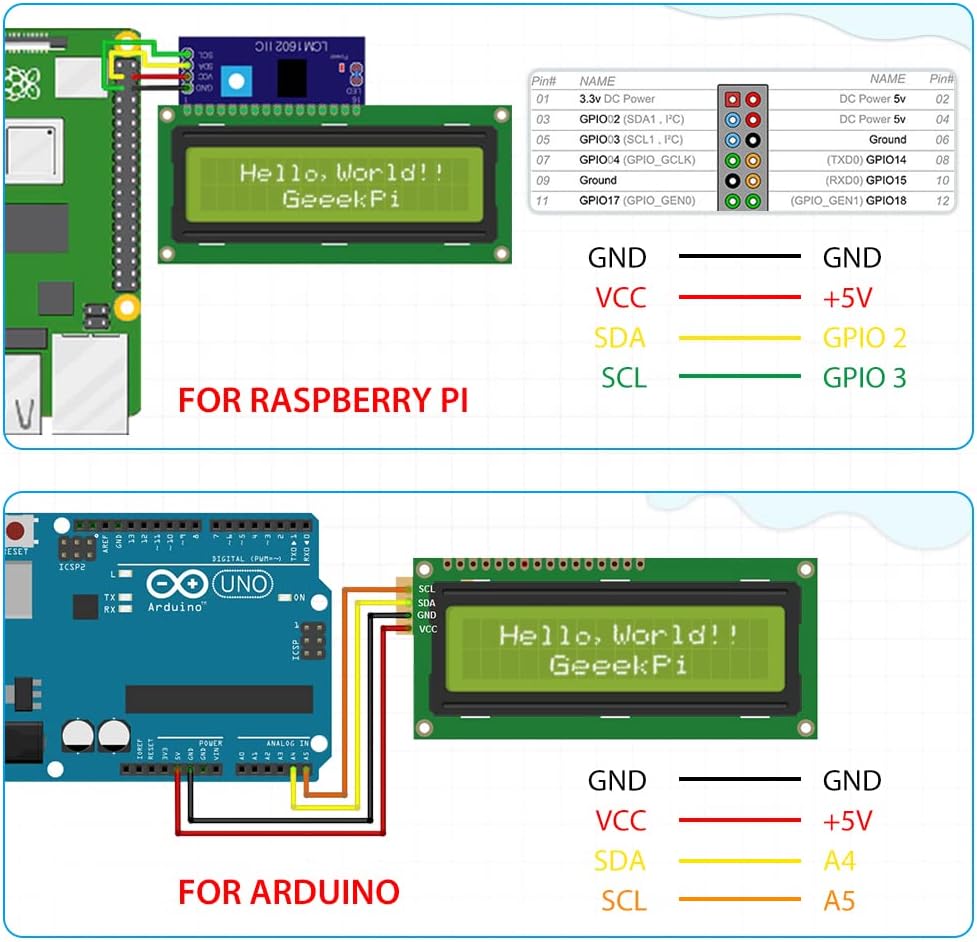 LCM1602 IIC
SCL
SDA
VCC
GND
Power
LED
1
16
Hello, World!!
GeeekPi
Pin# NAME NAME Pin#
01 3.3v DC Power DC Power 5v 02
03 GPIO02 (SDA1 , I²C) DC Power 5v 04
05 GPIO03 (SCL1 , I²C) Ground 06
07 GPIO04 (GPIO_GCLK) (TXD0) GPIO14 08
09 Ground (RXD0) GPIO15 10
11 GPIO17 (GPIO_GEN0) (GPIO_GEN1) GPIO18 12
GND GND
VCC +5V
SDA GPIO 2
SCL GPIO 3
FOR RASPBERRY PI
RESET
ICSP2
AREF
GND
13
12
~11
~10
~9
8
7
~6
~5
4
~3
2
TXD▶1
RXD◀0
DIGITAL (PWM=~)
L
TX
RX
UNO
Arduino™
ON
1
ICSP
IOREF
RESET
3V3
5V
GND
GND
VIN
POWER
ANALOG IN
A0
A1
A2
A3
A4
A5
SCL
SDA
GND
VCC
Hello, World!!
GeeekPi
GND GND
VCC +5V
SDA A4
SCL A5
FOR ARDUINO